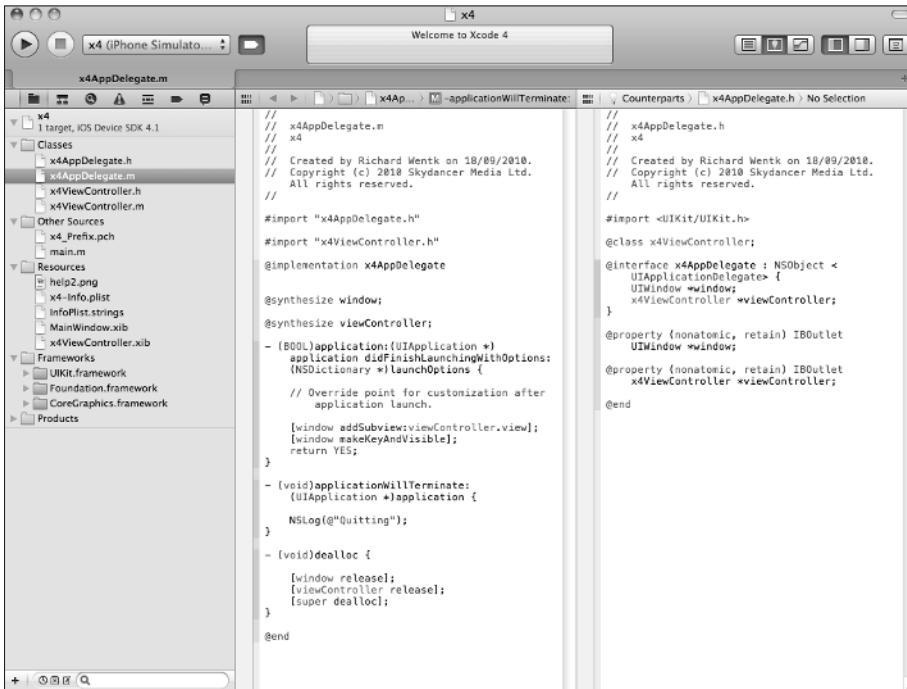 x4
x4 (iPhone Simulato...
Welcome to Xcode 4
x4AppDelegate.m
x4Ap... › M -applicationWillTerminate:
Counterparts › x4AppDelegate.h › No Selection
x4
1 target, iOS Device SDK 4.1
Classes
x4AppDelegate.h
x4AppDelegate.m
x4ViewController.h
x4ViewController.m
Other Sources
x4_Prefix.pch
main.m
Resources
help2.png
x4-Info.plist
InfoPlist.strings
MainWindow.xib
x4ViewController.xib
Frameworks
UIKit.framework
Foundation.framework
CoreGraphics.framework
Products
//
//  x4AppDelegate.m
//  x4
//
//  Created by Richard Wentk on 18/09/2010.
//  Copyright (c) 2010 Skydancer Media Ltd.
All rights reserved.
//
#import "x4AppDelegate.h"
#import "x4ViewController.h"
@implementation x4AppDelegate
@synthesize window;
@synthesize viewController;
- (BOOL)application:(UIApplication *)
application didFinishLaunchingWithOptions:
(NSDictionary *)launchOptions {
// Override point for customization after
application launch.
[window addSubview:viewController.view];
[window makeKeyAndVisible];
return YES;
}
- (void)applicationWillTerminate:
(UIApplication *)application {
NSLog(@"Quitting");
}
- (void)dealloc {
[window release];
[viewController release];
[super dealloc];
}
@end
//
//  x4AppDelegate.h
//  x4
//
//  Created by Richard Wentk on 18/09/2010.
//  Copyright (c) 2010 Skydancer Media Ltd.
All rights reserved.
//
#import <UIKit/UIKit.h>
@class x4ViewController;
@interface x4AppDelegate : NSObject <
UIApplicationDelegate> {
UIWindow *window;
x4ViewController *viewController;
}
@property (nonatomic, retain) IBOutlet
UIWindow *window;
@property (nonatomic, retain) IBOutlet
x4ViewController *viewController;
@end